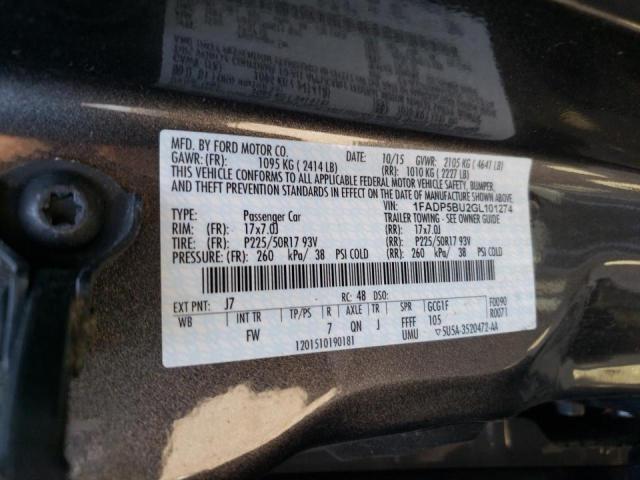 MFD. BY FORD MOTOR CO.
DATE: 10/15 GVWR: 2105 KG ( 4641 LB)
GAWR: (FR): 1095 KG ( 2414 LB) (RR): 1010 KG ( 2227 LB)
THIS VEHICLE CONFORMS TO ALL APPLICABLE FEDERAL MOTOR VEHICLE SAFETY, BUMPER,
AND THEFT PREVENTION STANDARDS IN EFFECT ON THE DATE OF MANUFACTURE SHOWN ABOVE.
VIN: 1FADP5BU2GL101274
TYPE: Passenger Car TRAILER TOWING - SEE OWNER GUIDE
RIM: (FR): 17x7.0J (RR): 17x7.0J
TIRE: (FR): P225/50R17 93V (RR): P225/50R17 93V
PRESSURE: (FR): 260 kPa/ 38 PSI COLD (RR): 260 kPa/ 38 PSI COLD
EXT PNT: J7 RC: 48 DSO: F0090
WB INT TR TP/PS R AXLE TR SPR GCG1F R0071
FW 7 QN J FFFF 105
1201510190181 UMU 5U5A-3520472-AA